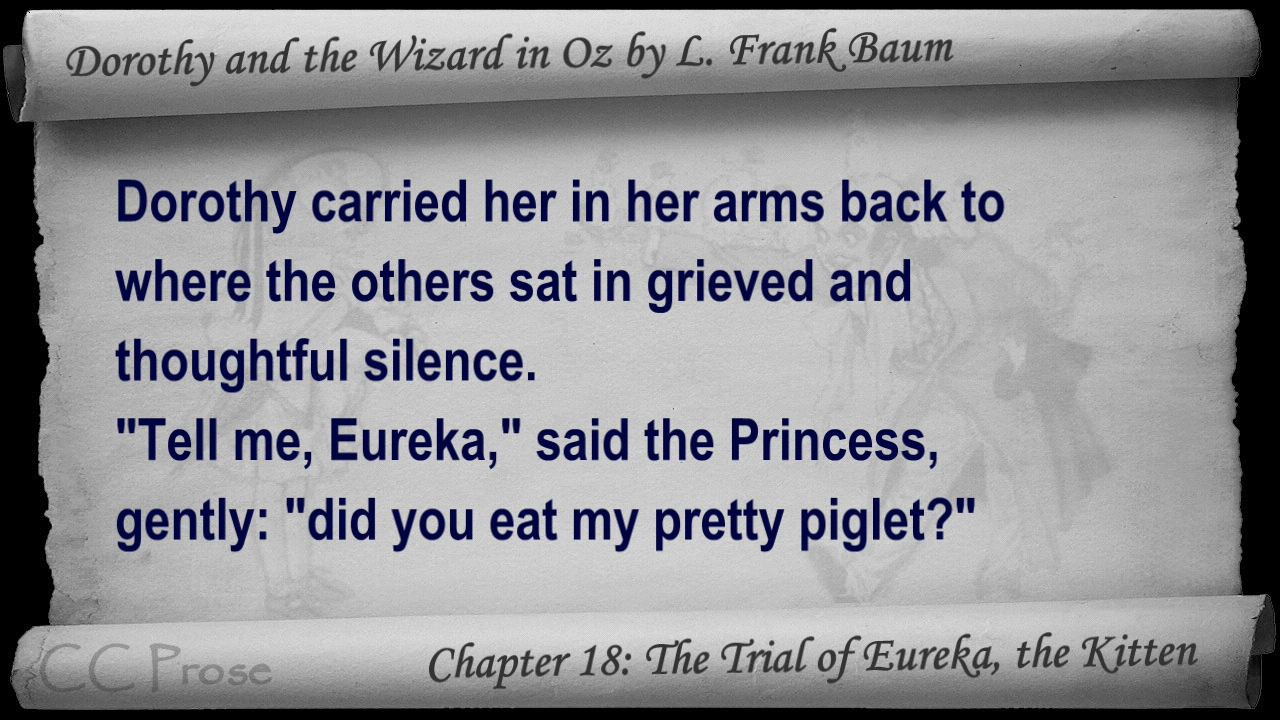 Dorothy and the Wizard in Oz by L. Frank Baum
Dorothy carried her in her arms back to
where the others sat in grieved and
thoughtful silence.
"Tell me, Eureka," said the Princess,
gently: "did you eat my pretty piglet?"
CC Prose
Chapter 18: The Trial of Eureka, the Kitten